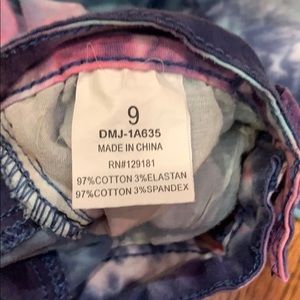 9
DMJ-1A635
MADE IN CHINA
RN#129181
97%COTTON 3%ELASTAN
97%COTTON 3%SPANDEX